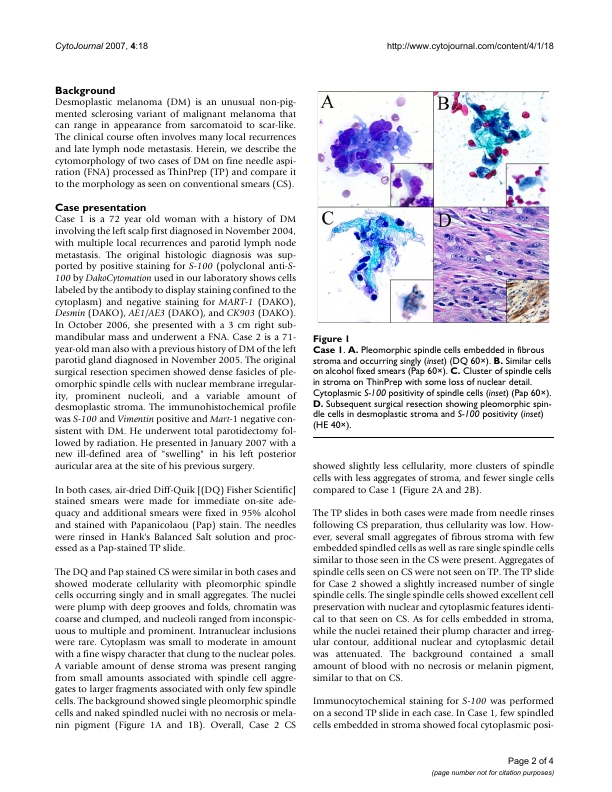 CytoJournal 2007, 4:18
http://www.cytojournal.com/content/4/1/18
Background
Desmoplastic melanoma (DM) is an unusual non-pig-
mented sclerosing variant of malignant melanoma that
can range in appearance from sarcomatoid to scar-like.
The clinical course often involves many local recurrences
and late lymph node metastasis. Herein, we describe the
cytomorphology of two cases of DM on fine needle aspi-
ration (FNA) processed as ThinPrep (TP) and compare it
to the morphology as seen on conventional smears (CS).
Case presentation
Case 1 is a 72 year old woman with a history of DM
involving the left scalp first diagnosed in November 2004,
with multiple local recurrences and parotid lymph node
metastasis. The original histologic diagnosis was sup-
ported by positive staining for S-100 (polyclonal anti-S-
100 by DakoCytomation used in our laboratory shows cells
labeled by the antibody to display staining confined to the
cytoplasm) and negative staining for MART-1 (DAKO),
Desmin (DAKO), AE1/AE3 (DAKO), and CK903 (DAKO).
In October 2006, she presented with a 3 cm right sub-
mandibular mass and underwent a FNA. Case 2 is a 71-
year-old man also with a previous history of DM of the left
parotid gland diagnosed in November 2005. The original
surgical resection specimen showed dense fasicles of ple-
omorphic spindle cells with nuclear membrane irregular-
ity, prominent nucleoli, and a variable amount of
desmoplastic stroma. The immunohistochemical profile
was S-100 and Vimentin positive and Mart-1 negative con-
sistent with DM. He underwent total parotidectomy fol-
lowed by radiation. He presented in January 2007 with a
new ill-defined area of "swelling" in his left posterior
auricular area at the site of his previous surgery.
In both cases, air-dried Diff-Quik [(DQ) Fisher Scientific]
stained smears were made for immediate on-site ade-
quacy and additional smears were fixed in 95% alcohol
and stained with Papanicolaou (Pap) stain. The needles
were rinsed in Hank's Balanced Salt solution and proc-
essed as a Pap-stained TP slide.
The DQ and Pap stained CS were similar in both cases and
showed moderate cellularity with pleomorphic spindle
cells occurring singly and in small aggregates. The nuclei
were plump with deep grooves and folds, chromatin was
coarse and clumped, and nucleoli ranged from inconspic-
uous to multiple and prominent. Intranuclear inclusions
were rare. Cytoplasm was small to moderate in amount
with a fine wispy character that clung to the nuclear poles.
A variable amount of dense stroma was present ranging
from small amounts associated with spindle cell aggre-
gates to larger fragments associated with only few spindle
cells. The background showed single pleomorphic spindle
cells and naked spindled nuclei with no necrosis or mela-
nin pigment (Figure 1A and 1B). Overall, Case 2 CS
A
B
C
D
Figure 1
Case 1. A. Pleomorphic spindle cells embedded in fibrous
stroma and occurring singly (inset) (DQ 60×). B. Similar cells
on alcohol fixed smears (Pap 60×). C. Cluster of spindle cells
in stroma on ThinPrep with some loss of nuclear detail.
Cytoplasmic S-100 positivity of spindle cells (inset) (Pap 60×).
D. Subsequent surgical resection showing pleomorphic spin-
dle cells in desmoplastic stroma and S-100 positivity (inset)
(HE 40×).
showed slightly less cellularity, more clusters of spindle
cells with less aggregates of stroma, and fewer single cells
compared to Case 1 (Figure 2A and 2B).
The TP slides in both cases were made from needle rinses
following CS preparation, thus cellularity was low. How-
ever, several small aggregates of fibrous stroma with few
embedded spindled cells as well as rare single spindle cells
similar to those seen in the CS were present. Aggregates of
spindle cells seen on CS were not seen on TP. The TP slide
for Case 2 showed a slightly increased number of single
spindle cells. The single spindle cells showed excellent cell
preservation with nuclear and cytoplasmic features identi-
cal to that seen on CS. As for cells embedded in stroma,
while the nuclei retained their plump character and irreg-
ular contour, additional nuclear and cytoplasmic detail
was attenuated. The background contained a small
amount of blood with no necrosis or melanin pigment,
similar to that on CS.
Immunocytochemical staining for S-100 was performed
on a second TP slide in each case. In Case 1, few spindled
cells embedded in stroma showed focal cytoplasmic posi-
Page 2 of 4
(page number not for citation purposes)